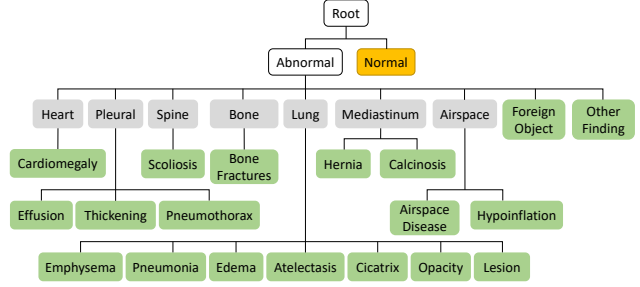 Root
Abnormal
Normal
Heart
Pleural
Spine
Bone
Lung
Mediastinum
Airspace
Foreign
Object
Other
Finding
Cardiomegaly
Scoliosis
Bone
Fractures
Hernia
Calcinosis
Effusion
Thickening
Pneumothorax
Airspace
Disease
Hypoinflation
Emphysema
Pneumonia
Edema
Atelectasis
Cicatrix
Opacity
Lesion